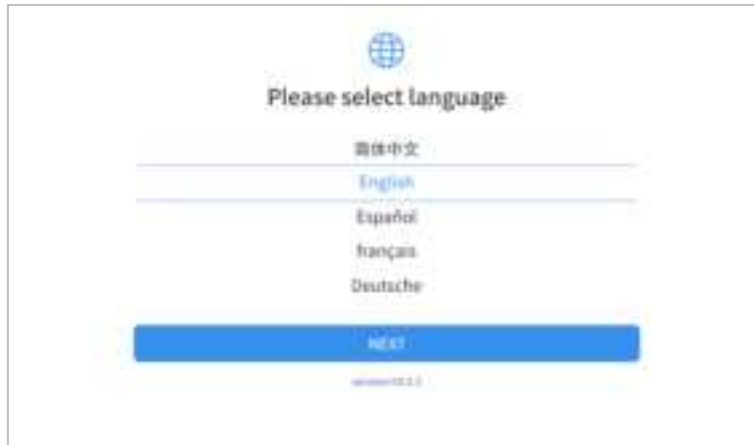 Please select language
简体中文
English
Español
français
Deutsche
NEXT